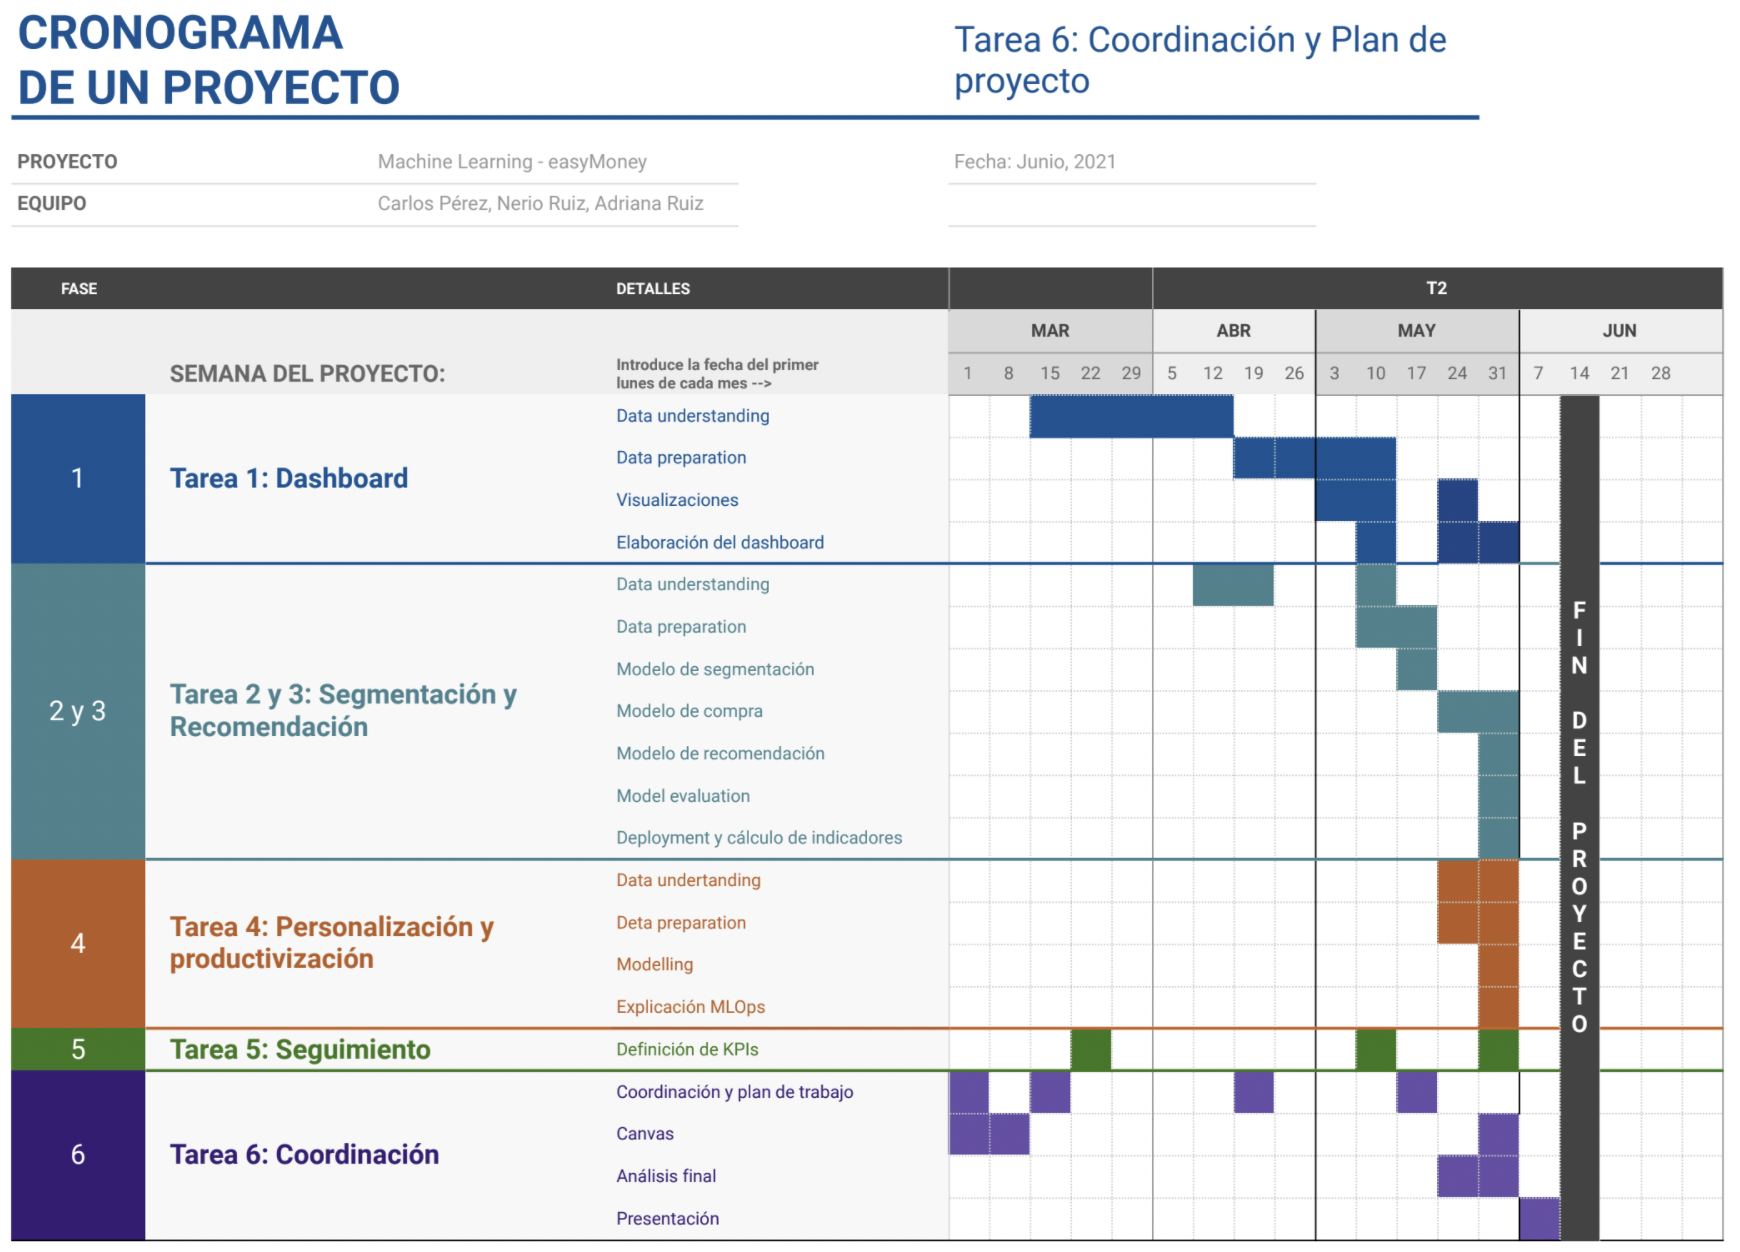 CRONOGRAMA
DE UN PROYECTO
Tarea 6: Coordinación y Plan de
proyecto
PROYECTO
Machine Learning - easyMoney
Fecha: Junio, 2021
EQUIPO
Carlos Pérez, Nerio Ruiz, Adriana Ruiz
FASE
DETALLES
T2
MAR
ABR
MAY
JUN
SEMANA DEL PROYECTO:
Introduce la fecha del primer
lunes de cada mes -->
1 8 15 22 29 5 12 19 26 3 10 17 24 31 7 14 21 28
1
Tarea 1: Dashboard
Data understanding
Data preparation
Visualizaciones
Elaboración del dashboard
2 y 3
Tarea 2 y 3: Segmentación y
Recomendación
Data understanding
Data preparation
Modelo de segmentación
Modelo de compra
Modelo de recomendación
Model evaluation
Deployment y cálculo de indicadores
4
Tarea 4: Personalización y
productivización
Data undertanding
Deta preparation
Modelling
Explicación MLOps
5
Tarea 5: Seguimiento
Definición de KPIs
6
Tarea 6: Coordinación
Coordinación y plan de trabajo
Canvas
Análisis final
Presentación
FIN DEL PROYECTO